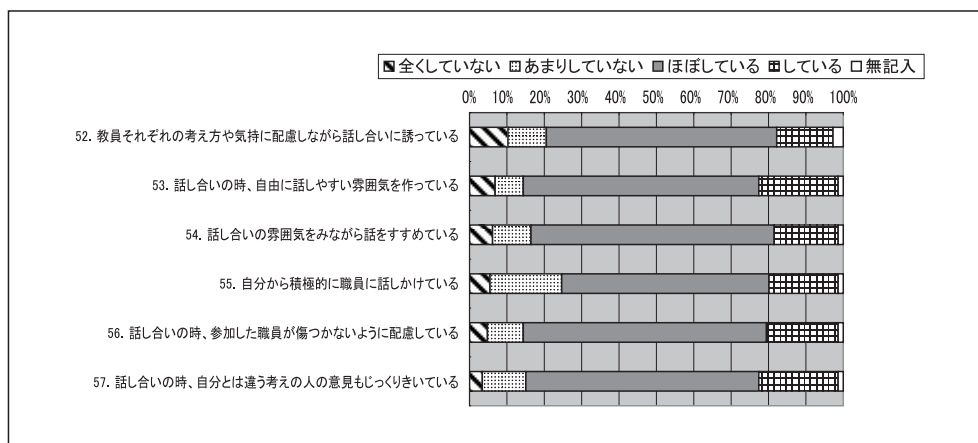 全くしていない あまりしていない ほぼしている している 無記入
0% 10% 20% 30% 40% 50% 60% 70% 80% 90% 100%
52. 教員それぞれの考え方や気持に配慮しながら話し合いに誘っている
53. 話し合いの時、自由に話しやすい雰囲気を作っている
54. 話し合いの雰囲気をみながら話をすすめている
55. 自分から積極的に職員に話しかけている
56. 話し合いの時、参加した職員が傷つかないように配慮している
57. 話し合いの時、自分とは違う考えの人の意見もじっくりきいている